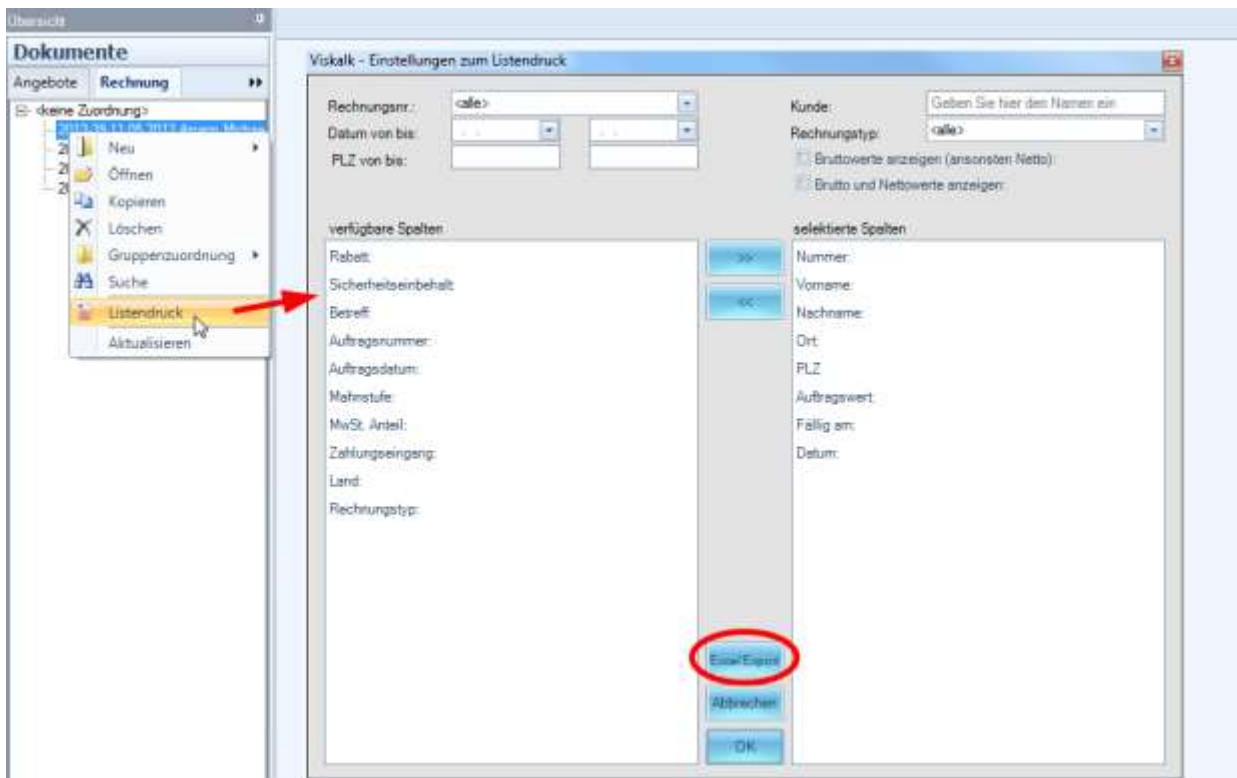 Übersicht
Dokumente
Angebote Rechnung
<keine Zuordnung>
Neu
Öffnen
Kopieren
Löschen
Gruppenzuordnung
Suche
Listendruck
Aktualisieren
Viskalk - Einstellungen zum Listendruck
Rechnungsnr.: <alle>
Datum von bis:
PLZ von bis:
Kunde: Geben Sie hier den Namen ein
Rechnungstyp: <alle>
Bruttowerte anzeigen (ansonsten Netto):
Brutto und Nettowerte anzeigen:
verfügbare Spalten
Rabatt:
Sicherheitseinbehalt:
Betreff:
Auftragsnummer:
Auftragsdatum:
Mahnstufe:
MwSt. Anteil:
Zahlungseingang:
Land:
Rechnungstyp:
>>
<<
Excel Export
Abbrechen
OK
selektierte Spalten
Nummer:
Vorname:
Nachname:
Ort:
PLZ
Auftragswert:
Fällig am:
Datum: